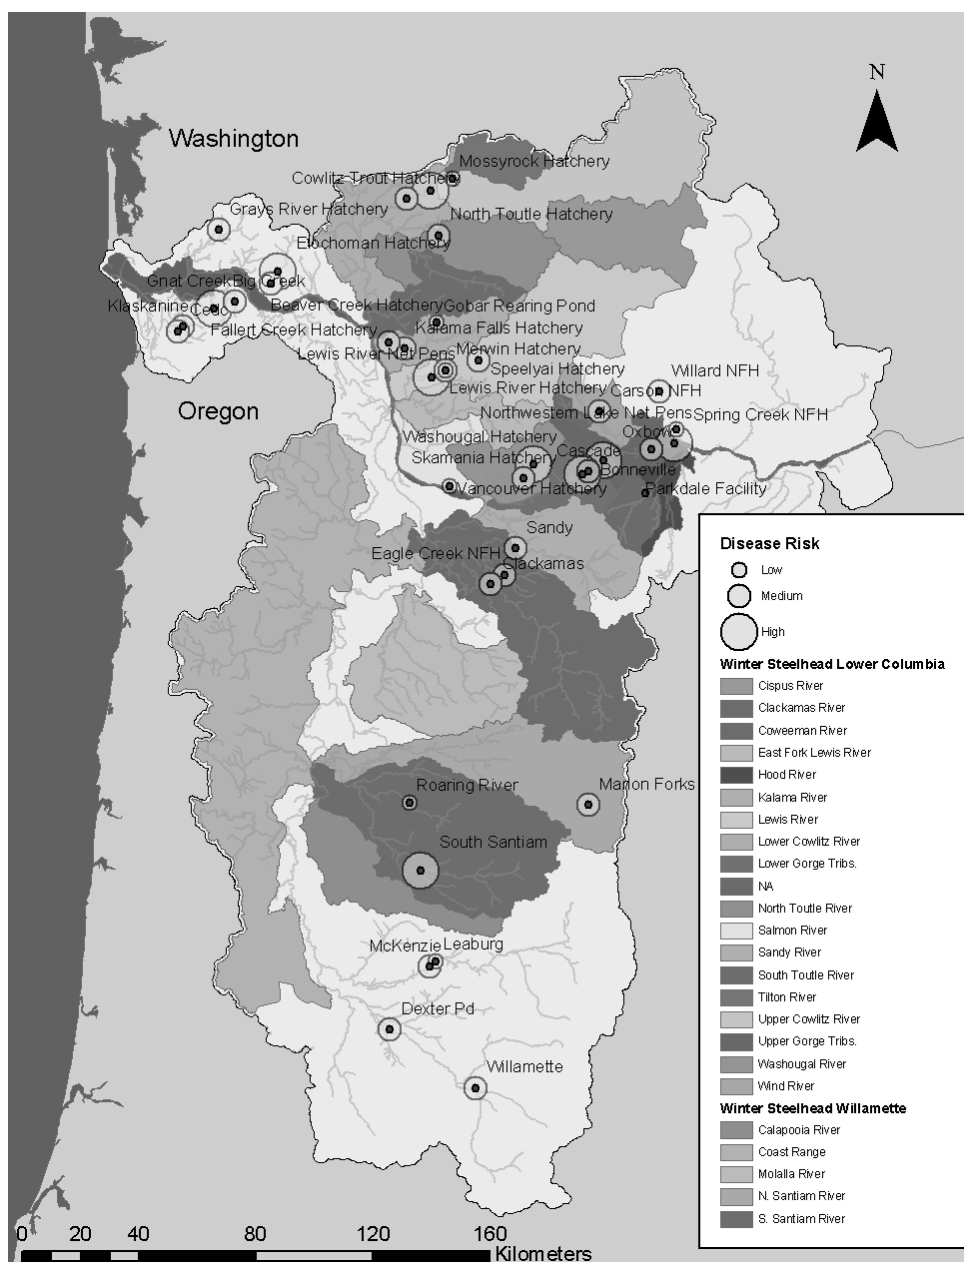 N
Washington
Mossyrock Hatchery
Cowlitz Trout Hatchery
Grays River Hatchery
North Toutle Hatchery
Elochoman Hatchery
Gnat Creek
Big Creek
Klaskanine
Beaver Creek Hatchery
Gobar Rearing Pond
Fallert Creek Hatchery
Kalama Falls Hatchery
Lewis River Net Pens
Merwin Hatchery
Speelyai Hatchery
Willard NFH
Oregon
Lewis River Hatchery
Carson NFH
Northwestern Lake Net Pens
Spring Creek NFH
Washougal Hatchery
Oxbow
Skamania Hatchery
Cascade
Bonneville
Vancouver Hatchery
Parkdale Facility
Sandy
Eagle Creek NFH
Clackamas
Roaring River
Marion Forks
South Santiam
McKenzie
Leaburg
Dexter Pd
Willamette
Disease Risk
Low
Medium
High
Winter Steelhead Lower Columbia
Cispus River
Clackamas River
Coweeman River
East Fork Lewis River
Hood River
Kalama River
Lewis River
Lower Cowlitz River
Lower Gorge Tribs.
NA
North Toutle River
Salmon River
Sandy River
South Toutle River
Tilton River
Upper Cowlitz River
Upper Gorge Tribs.
Washougal River
Wind River
Winter Steelhead Willamette
Calapooia River
Coast Range
Molalla River
N. Santiam River
S. Santiam River
0 40 80 120 160
Kilometers